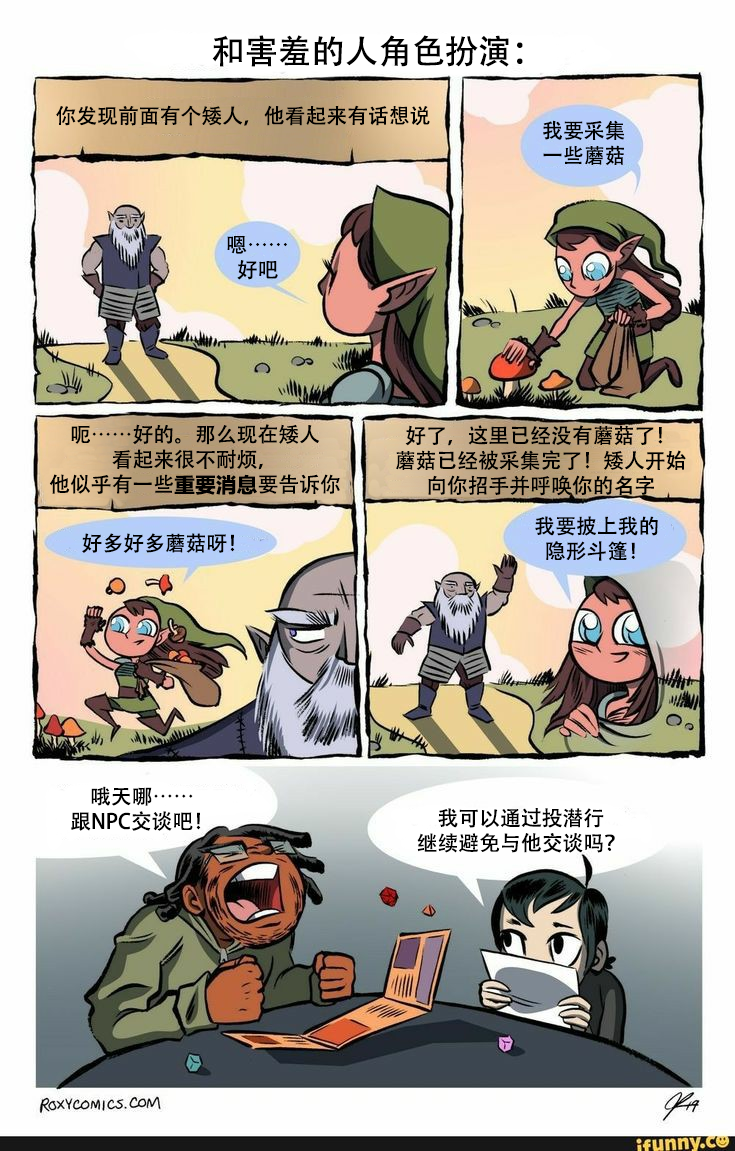 和害羞的人角色扮演：
你发现前面有个矮人，他看起来有话想说
嗯……
好吧
我要采集
一些蘑菇
呃……好的。那么现在矮人
看起来很不耐烦，
他似乎有一些重要消息要告诉你
好多好多蘑菇呀！
好了，这里已经没有蘑菇了！
蘑菇已经被采集完了！矮人开始
向你招手并呼唤你的名字
我要披上我的
隐形斗篷！
哦天哪……
跟NPC交谈吧！
我可以通过投潜行
继续避免与他交谈吗？
ROXYCOMICS.COM
ifunny.co